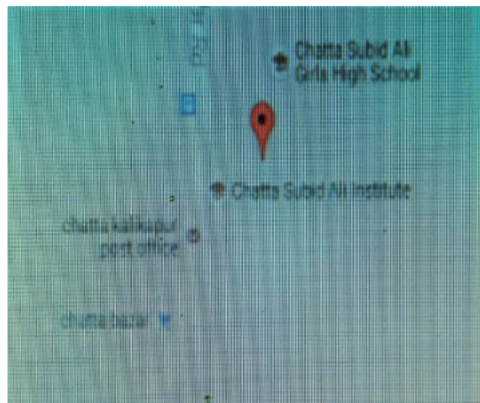 Chatta Subid Ali
Girls High School
Chatta Subid Ali Institute
chatta kalikapur
post office
chatta bazar